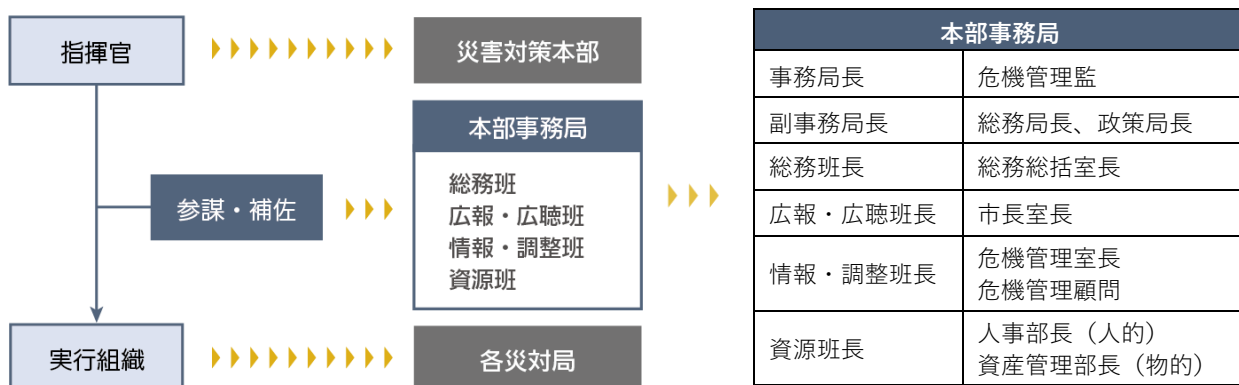 指揮官
災害対策本部
本部事務局
総務班
広報・広聴班
情報・調整班
資源班
参謀・補佐
実行組織
各災対局
本部事務局
事務局長 危機管理監
副事務局長 総務局長、政策局長
総務班長 総務総括室長
広報・広聴班長 市長室長
情報・調整班長 危機管理室長
危機管理顧問
資源班長 人事部長（人的）
資産管理部長（物的）